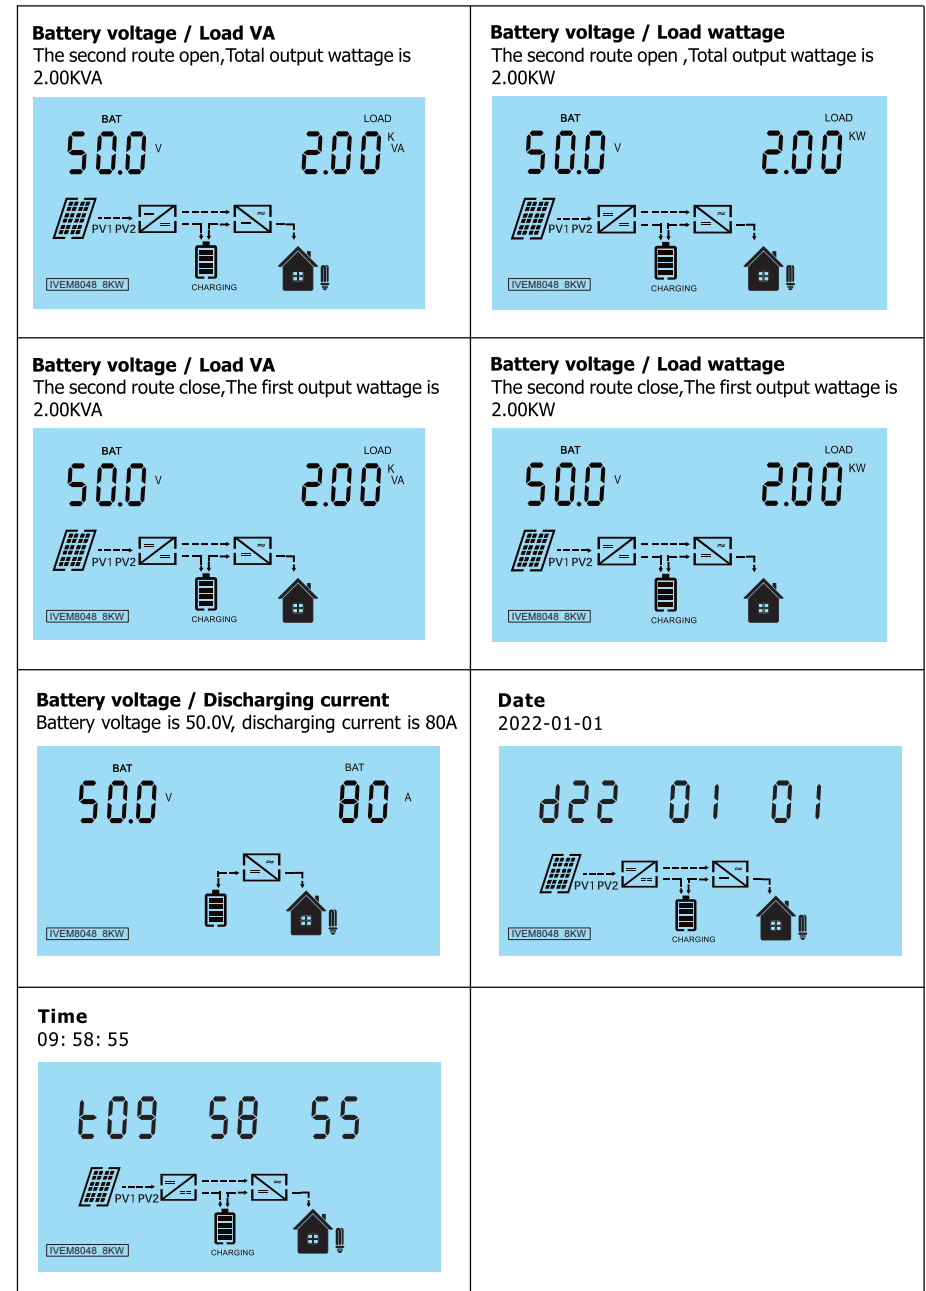 Battery voltage / Load VA
The second route open,Total output wattage is
2.00KVA
BAT
LOAD
50.0 V
2.00 K
VA
PV1 PV2
IVEM8048 8KW
CHARGING
Battery voltage / Load wattage
The second route open ,Total output wattage is
2.00KW
BAT
LOAD
50.0 V
2.00 KW
PV1 PV2
IVEM8048 8KW
CHARGING
Battery voltage / Load VA
The second route close,The first output wattage is
2.00KVA
BAT
LOAD
50.0 V
2.00 K
VA
PV1 PV2
IVEM8048 8KW
CHARGING
Battery voltage / Load wattage
The second route close,The first output wattage is
2.00KW
BAT
LOAD
50.0 V
2.00 KW
PV1 PV2
IVEM8048 8KW
CHARGING
Battery voltage / Discharging current
Battery voltage is 50.0V, discharging current is 80A
BAT
BAT
50.0 V
80 A
IVEM8048 8KW
Date
2022-01-01
d22 01 01
PV1 PV2
IVEM8048 8KW
CHARGING
Time
09: 58: 55
t09 58 55
PV1 PV2
IVEM8048 8KW
CHARGING